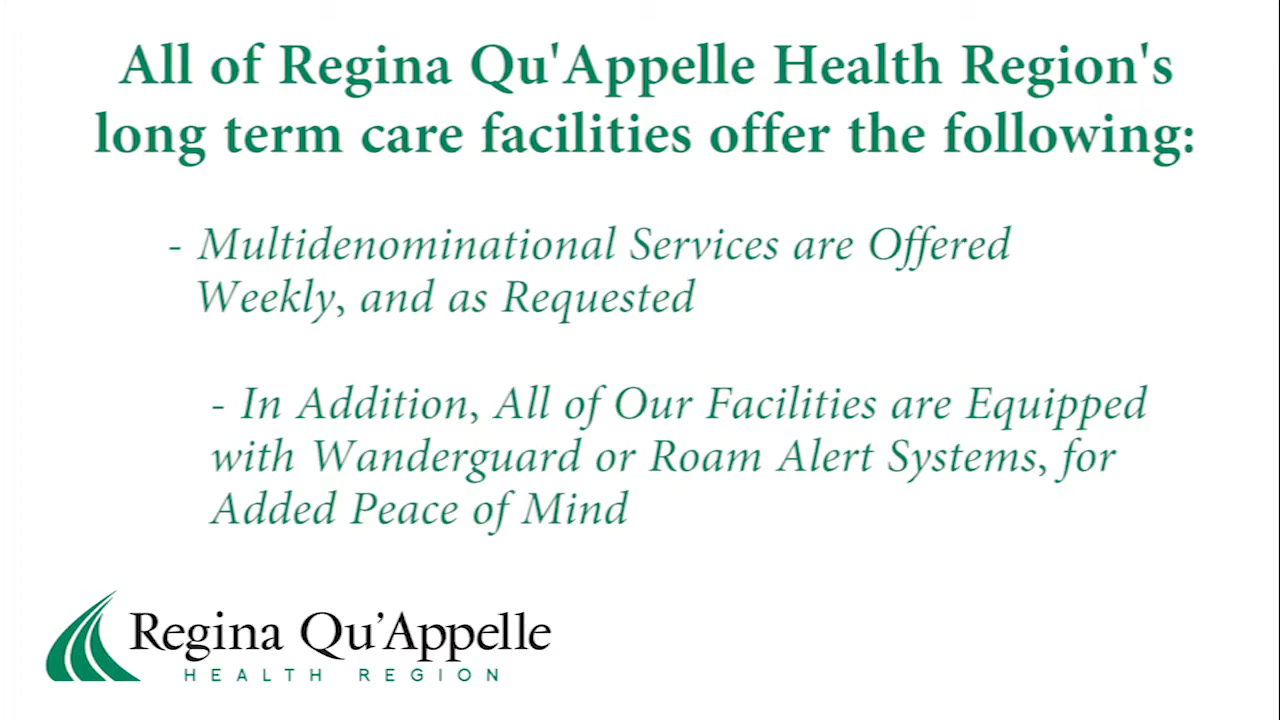 All of Regina Qu'Appelle Health Region's
long term care facilities offer the following:
- Multidenominational Services are Offered
Weekly, and as Requested
- In Addition, All of Our Facilities are Equipped
with Wanderguard or Roam Alert Systems, for
Added Peace of Mind
Regina Qu’Appelle
HEALTH REGION